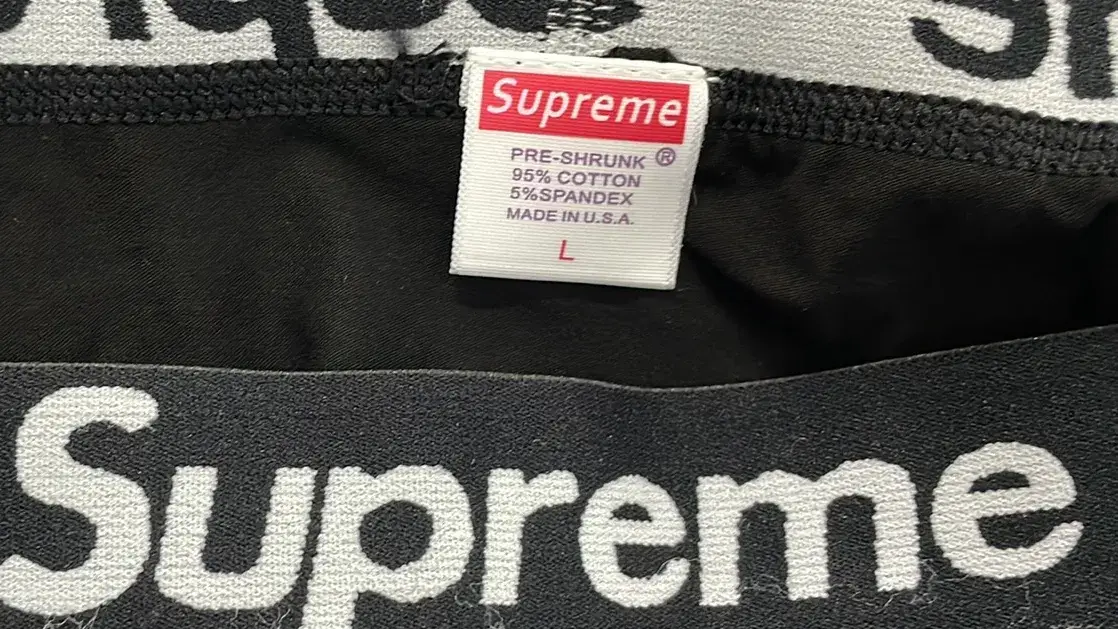 Supreme
PRE-SHRUNK ®
95% COTTON
5%SPANDEX
MADE IN U.S.A.
L
Supreme